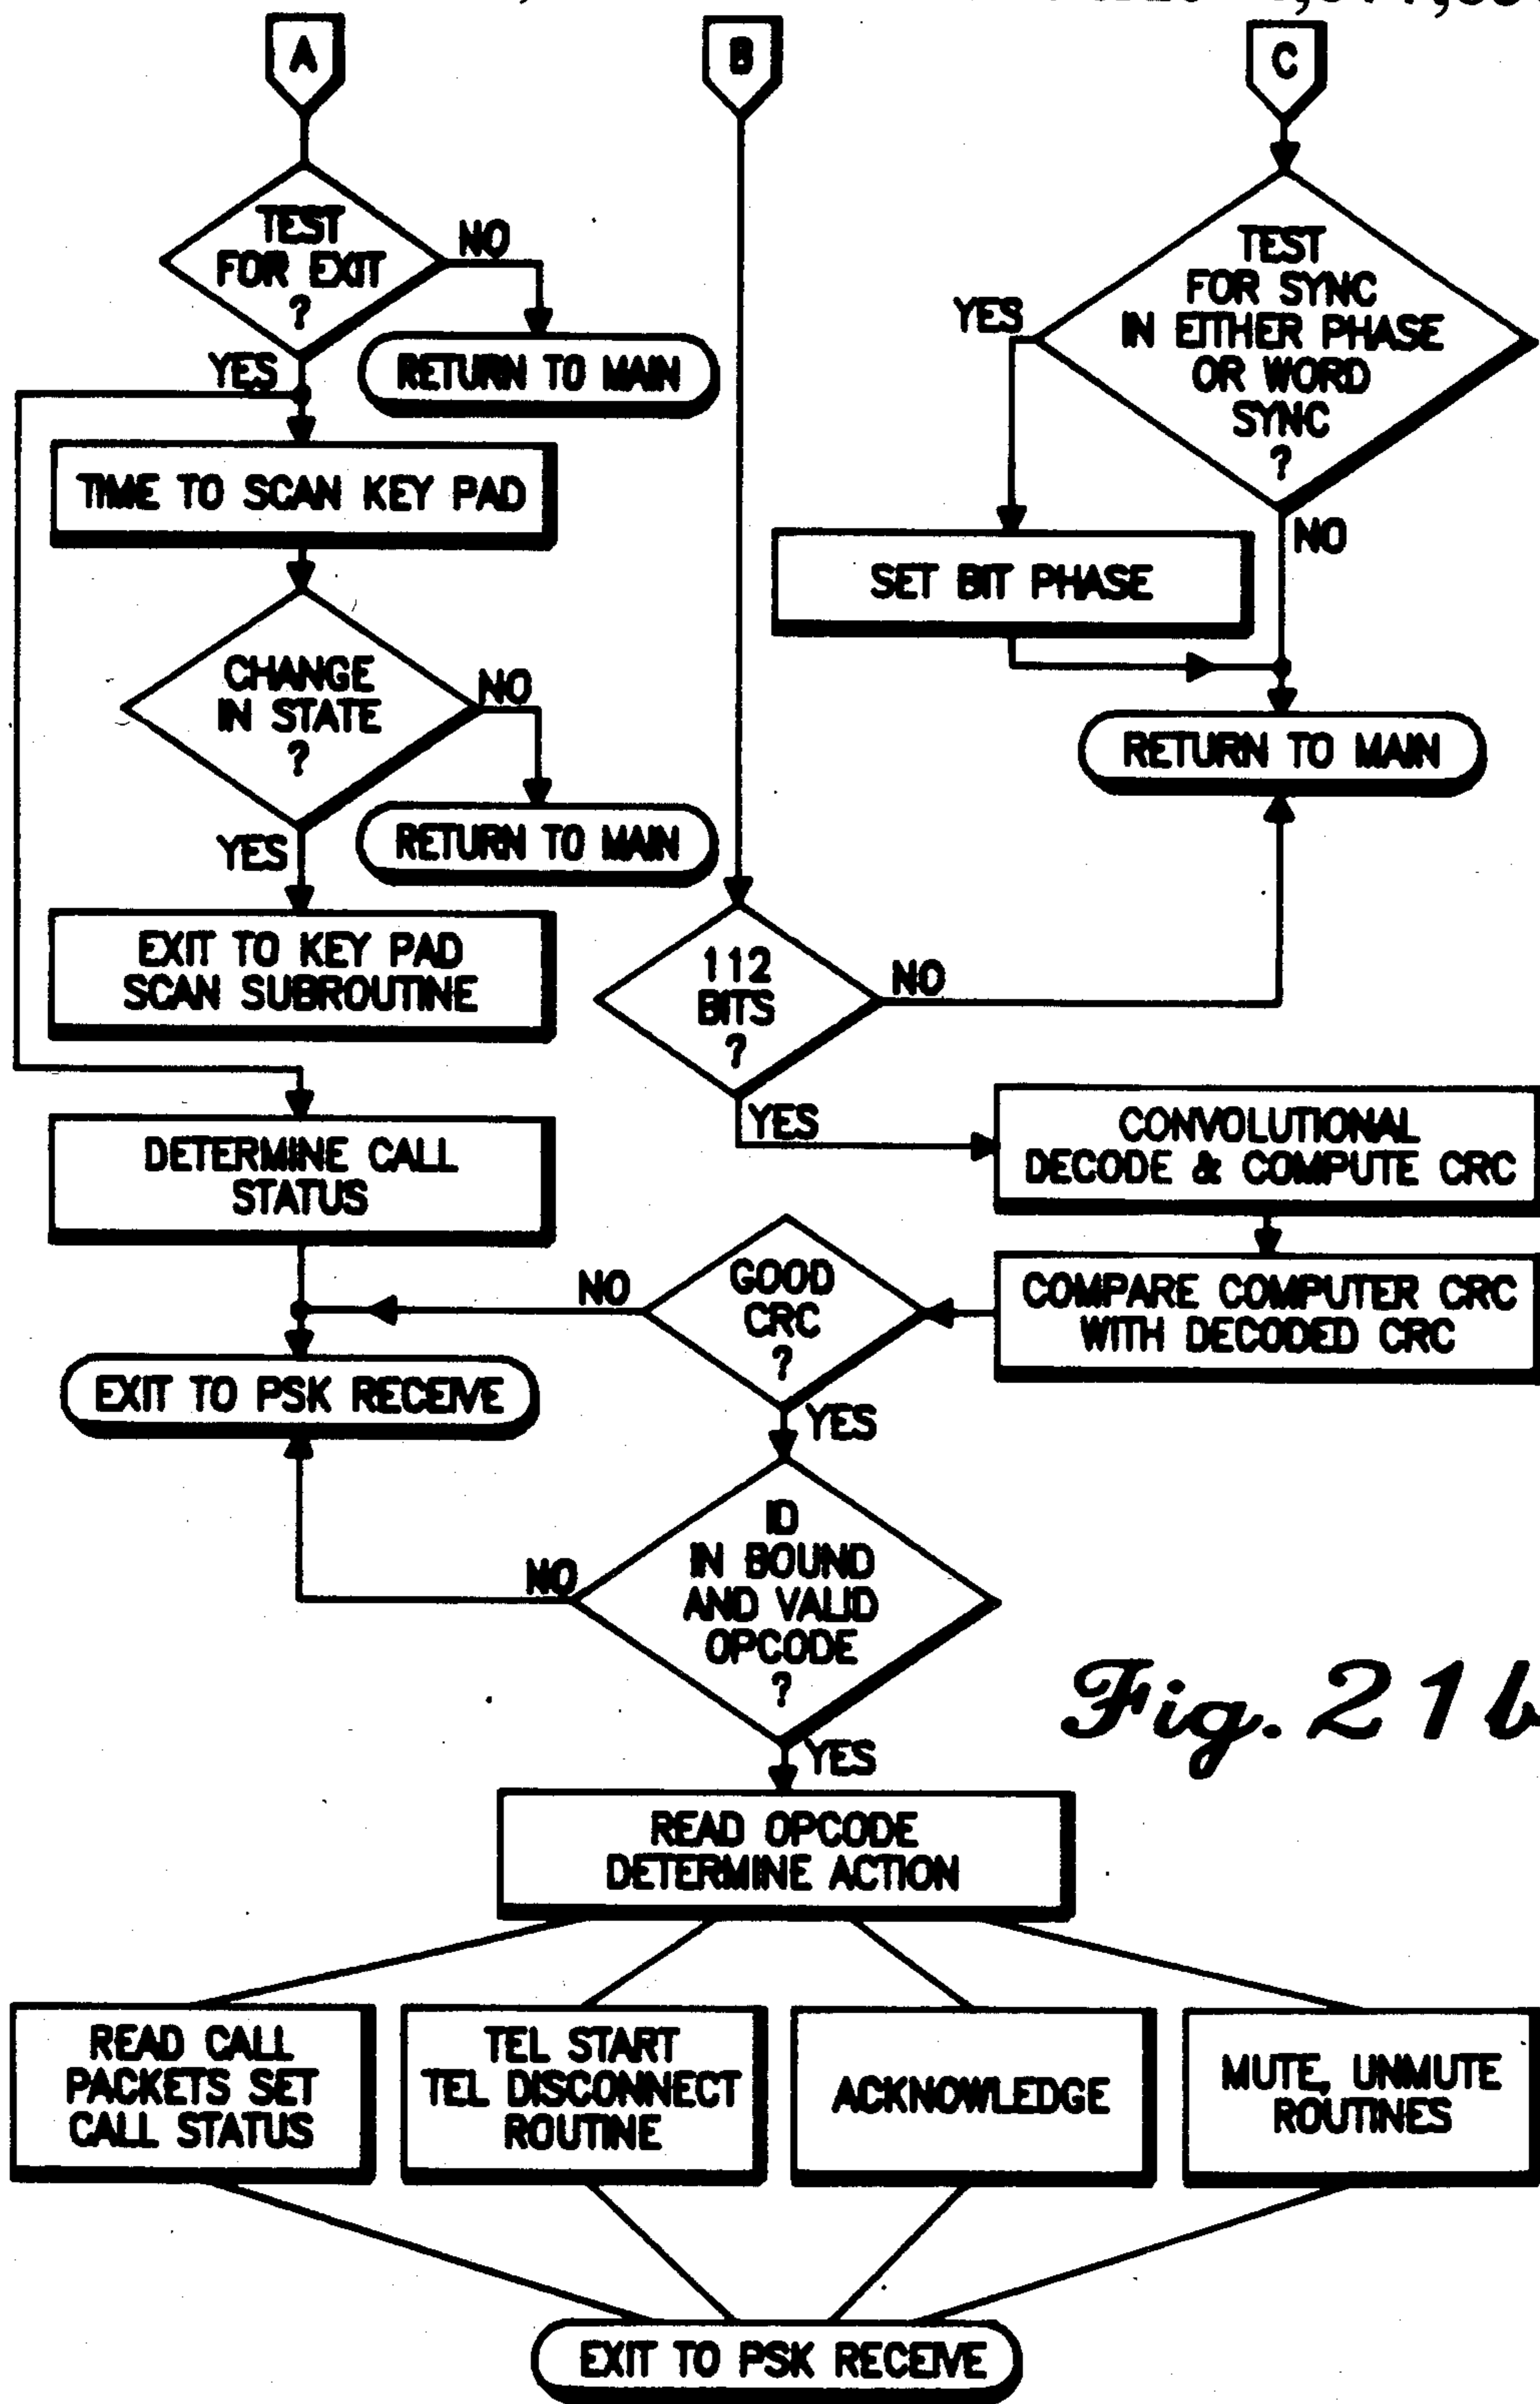 A
B
C
TEST
FOR EXIT
?
NO
YES
RETURN TO MAIN
TIME TO SCAN KEY PAD
CHANGE
IN STATE
?
NO
YES
RETURN TO MAIN
EXIT TO KEY PAD
SCAN SUBROUTINE
DETERMINE CALL
STATUS
EXIT TO PSK RECEIVE
TEST
FOR SYNC
IN EITHER PHASE
OR WORD
SYNC
?
YES
NO
SET BIT PHASE
RETURN TO MAIN
112
BITS
?
NO
YES
CONVOLUTIONAL
DECODE & COMPUTE CRC
COMPARE COMPUTER CRC
WITH DECODED CRC
GOOD
CRC
?
NO
YES
ID
IN BOUND
AND VALID
OPCODE
?
NO
YES
Fig. 21b
READ OPCODE
DETERMINE ACTION
READ CALL
PACKETS SET
CALL STATUS
TEL START
TEL DISCONNECT
ROUTINE
ACKNOWLEDGE
MUTE, UNMUTE
ROUTINES
EXIT TO PSK RECEIVE